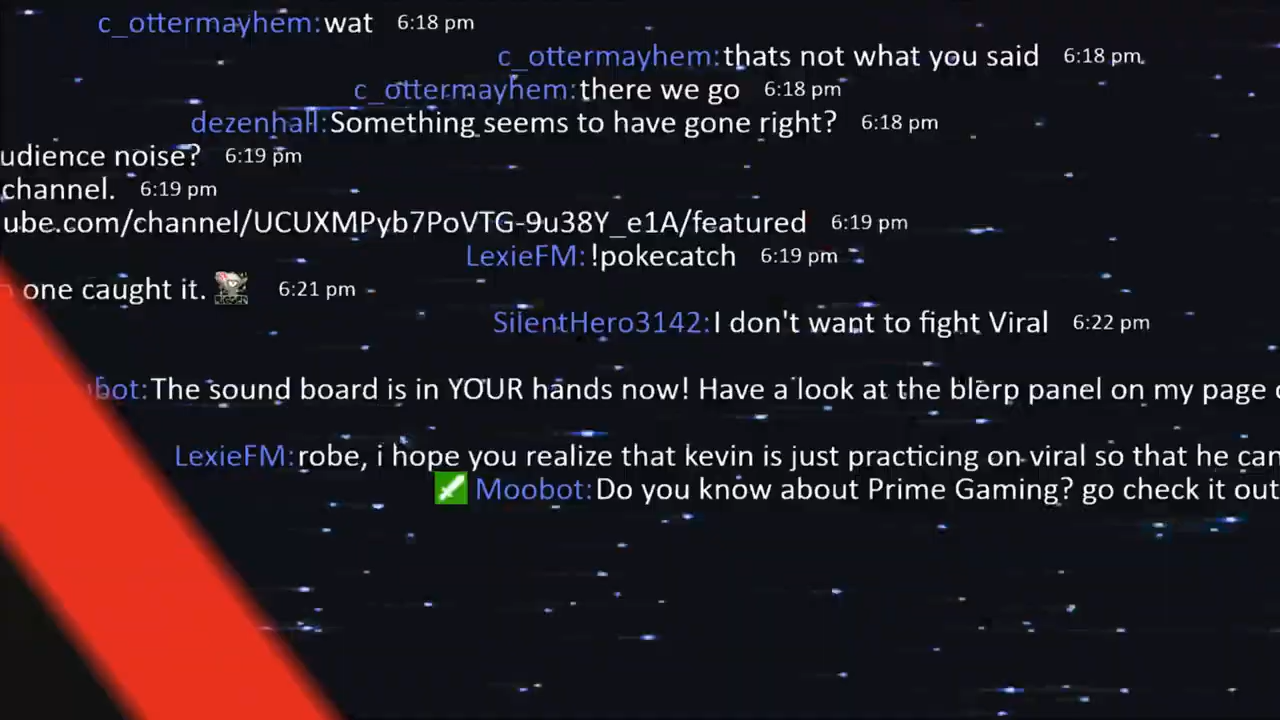 c_ottermayhem: wat 6:18 pm
c_ottermayhem: thats not what you said 6:18 pm
c_ottermayhem: there we go 6:18 pm
dezenhall: Something seems to have gone right? 6:18 pm
udience noise? 6:19 pm
channel. 6:19 pm
ube.com/channel/UCUXMPyb7PoVTG-9u38Y_e1A/featured 6:19 pm
LexieFM: !pokecatch 6:19 pm
one caught it. 6:21 pm
SilentHero3142: I don't want to fight Viral 6:22 pm
bot: The sound board is in YOUR hands now! Have a look at the blerp panel on my page
LexieFM: robe, i hope you realize that kevin is just practicing on viral so that he can
Moobot: Do you know about Prime Gaming? go check it out